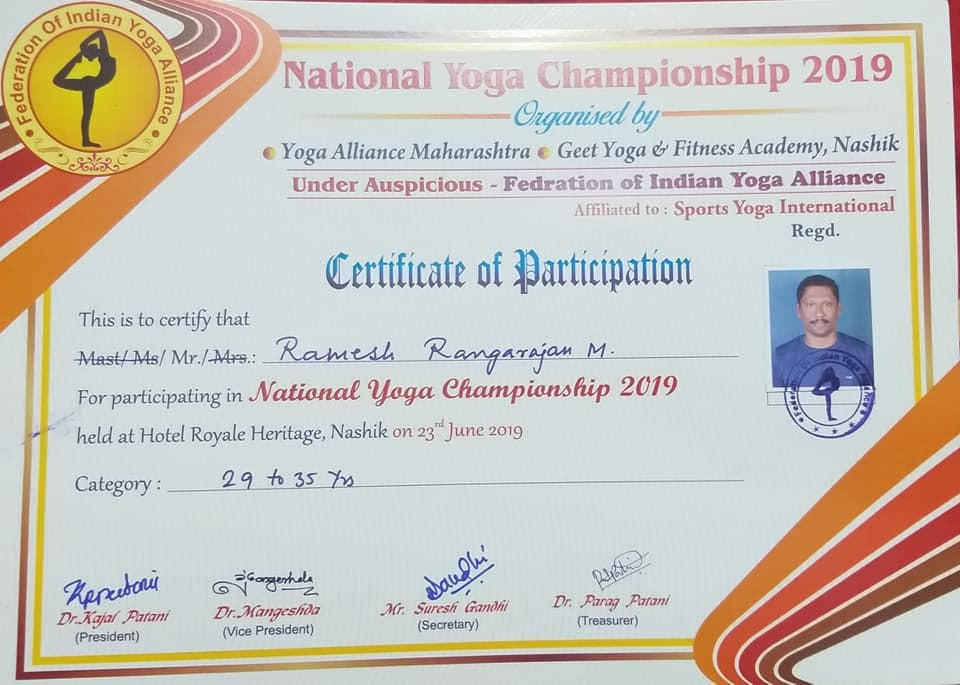 Federation Of Indian Yoga Alliance
National Yoga Championship 2019
Organised by
Yoga Alliance Maharashtra Geet Yoga & Fitness Academy, Nashik
Under Auspicious - Fedration of Indian Yoga Alliance
Affiliated to : Sports Yoga International
Regd.
Certificate of Participation
This is to certify that
Mast/ Ms/ Mr./Mrs.: Ramesh Rangarajan M.
For participating in National Yoga Championship 2019
held at Hotel Royale Heritage, Nashik on 23rd June 2019
Category : 29 to 35 Yrs
Dr.Kajal Patani
(President)
Dr.Mangeshda
(Vice President)
Mr. Suresh Gandhi
(Secretary)
Dr. Parag Patani
(Treasurer)